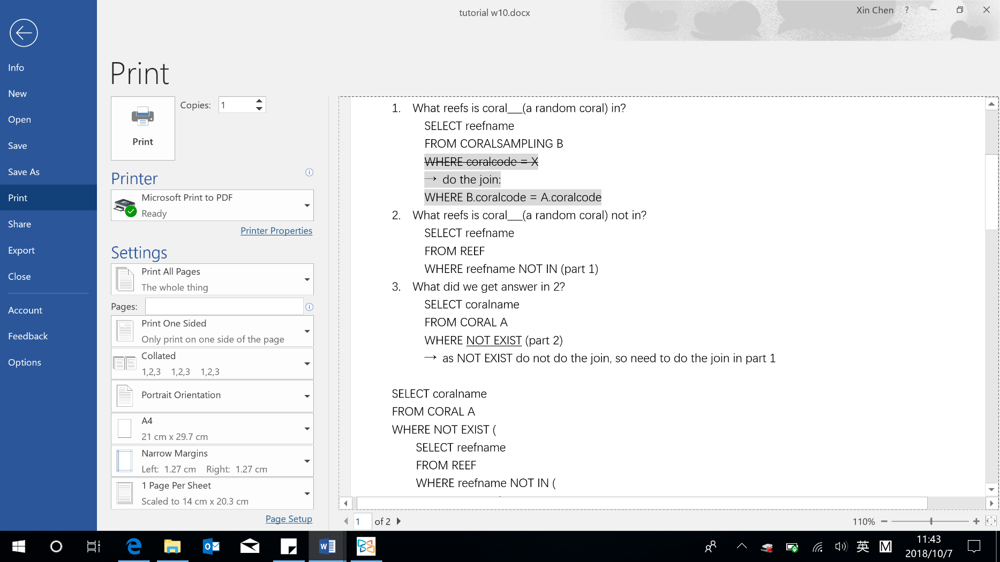 tutorial w10.docx
Xin Chen
?
Info
New
Open
Save
Save As
Print
Share
Export
Close
Account
Feedback
Options
Print
Print
Copies: 1
Printer
Microsoft Print to PDF
Ready
Printer Properties
Settings
Print All Pages
The whole thing
Pages:
Print One Sided
Only print on one side of the page
Collated
1,2,3 1,2,3 1,2,3
Portrait Orientation
A4
21 cm x 29.7 cm
Narrow Margins
Left: 1.27 cm Right: 1.27 cm
1 Page Per Sheet
Scaled to 14 cm x 20.3 cm
Page Setup
1. What reefs is coral___(a random coral) in?
SELECT reefname
FROM CORALSAMPLING B
WHERE coralcode = X
→ do the join:
WHERE B.coralcode = A.coralcode
2. What reefs is coral___(a random coral) not in?
SELECT reefname
FROM REEF
WHERE reefname NOT IN (part 1)
3. What did we get answer in 2?
SELECT coralname
FROM CORAL A
WHERE NOT EXIST (part 2)
→ as NOT EXIST do not do the join, so need to do the join in part 1
SELECT coralname
FROM CORAL A
WHERE NOT EXIST (
SELECT reefname
FROM REEF
WHERE reefname NOT IN (
1 of 2
110%
英
M
11:43
2018/10/7